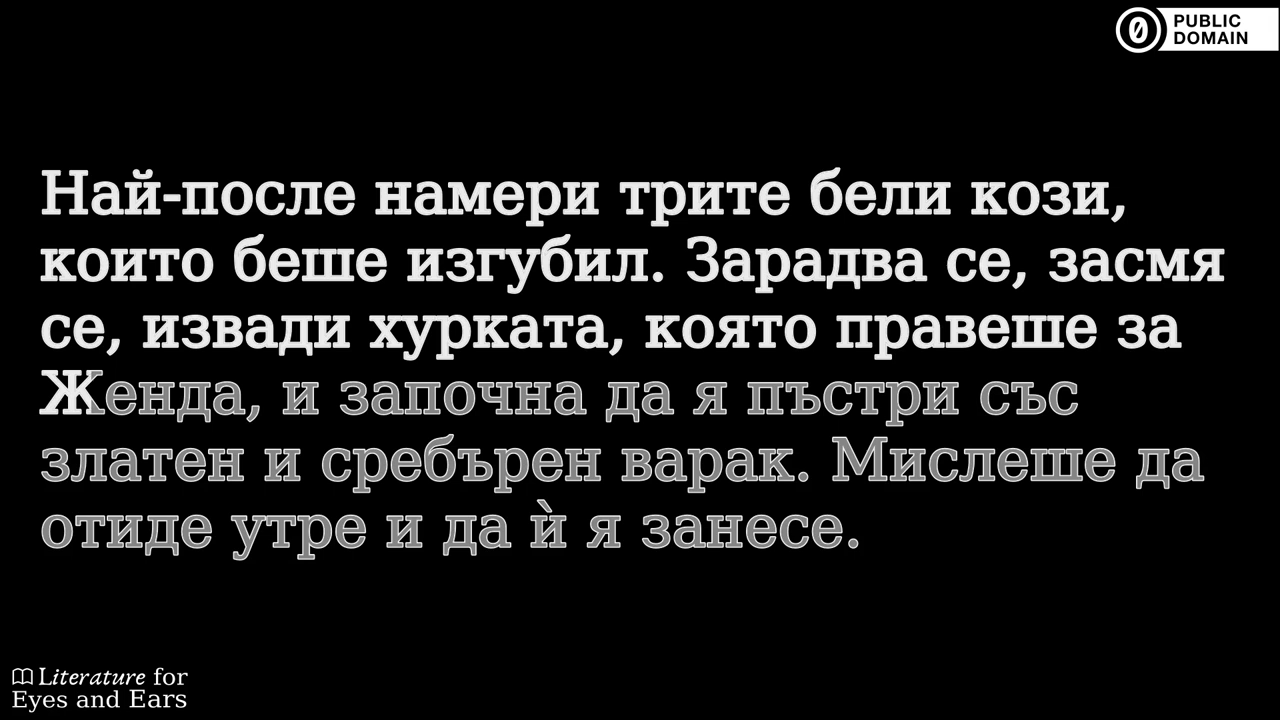 PUBLIC
DOMAIN
Най-после намери трите бели кози,
които беше изгубил. Зарадва се, засмя
се, извади хурката, която правеше за
Женда, и започна да я пъстри със
златен и сребърен варак. Мислеше да
отиде утре и да ѝ я занесе.
Literature for
Eyes and Ears